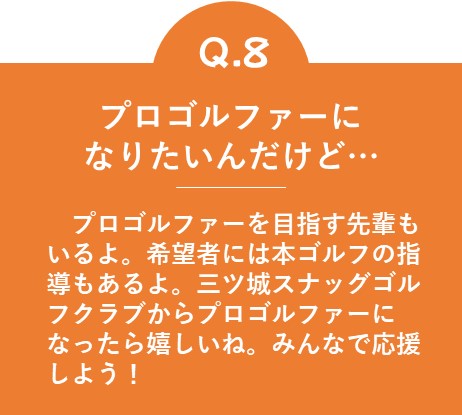 Q.8
プロゴルファーに
なりたいんだけど…
　プロゴルファーを目指す先輩も
いるよ。希望者には本ゴルフの指
導もあるよ。三ツ城スナッグゴル
フクラブからプロゴルファーに
なったら嬉しいね。みんなで応援
しよう！